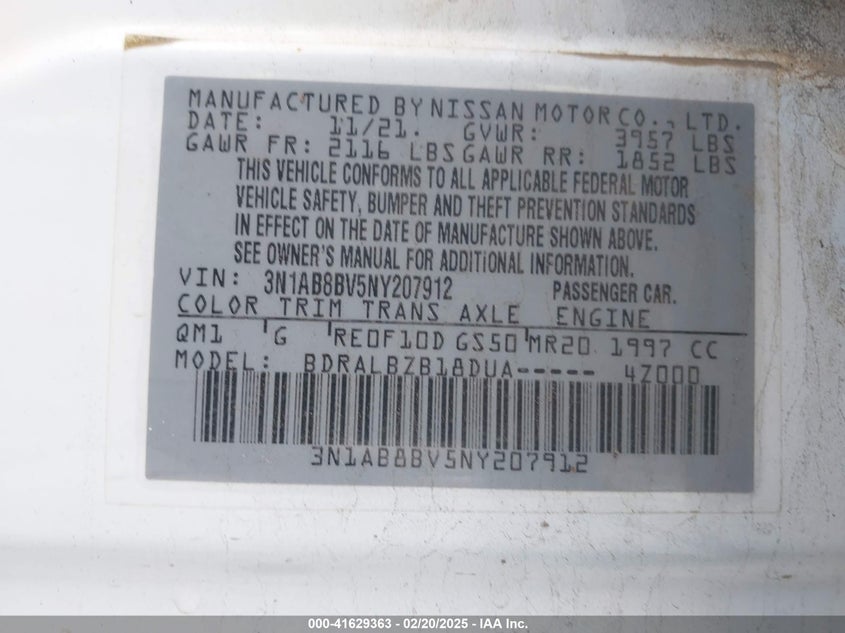 MANUFACTURED BY NISSAN MOTOR CO., LTD.
DATE: 11/21. GVWR: 3957 LBS
GAWR FR: 2116 LBS GAWR RR: 1852 LBS
THIS VEHICLE CONFORMS TO ALL APPLICABLE FEDERAL MOTOR
VEHICLE SAFETY, BUMPER AND THEFT PREVENTION STANDARDS
IN EFFECT ON THE DATE OF MANUFACTURE SHOWN ABOVE.
SEE OWNER'S MANUAL FOR ADDITIONAL INFORMATION.
VIN: 3N1AB8BV5NY207912 PASSENGER CAR.
COLOR TRIM TRANS AXLE ENGINE
QM1 G RE0F10D GS50 MR20 1997 CC
MODEL: BDRALBZB18DUA----- 4Z000
3N1AB8BV5NY207912
000-41629363 - 02/20/2025 - IAA Inc.